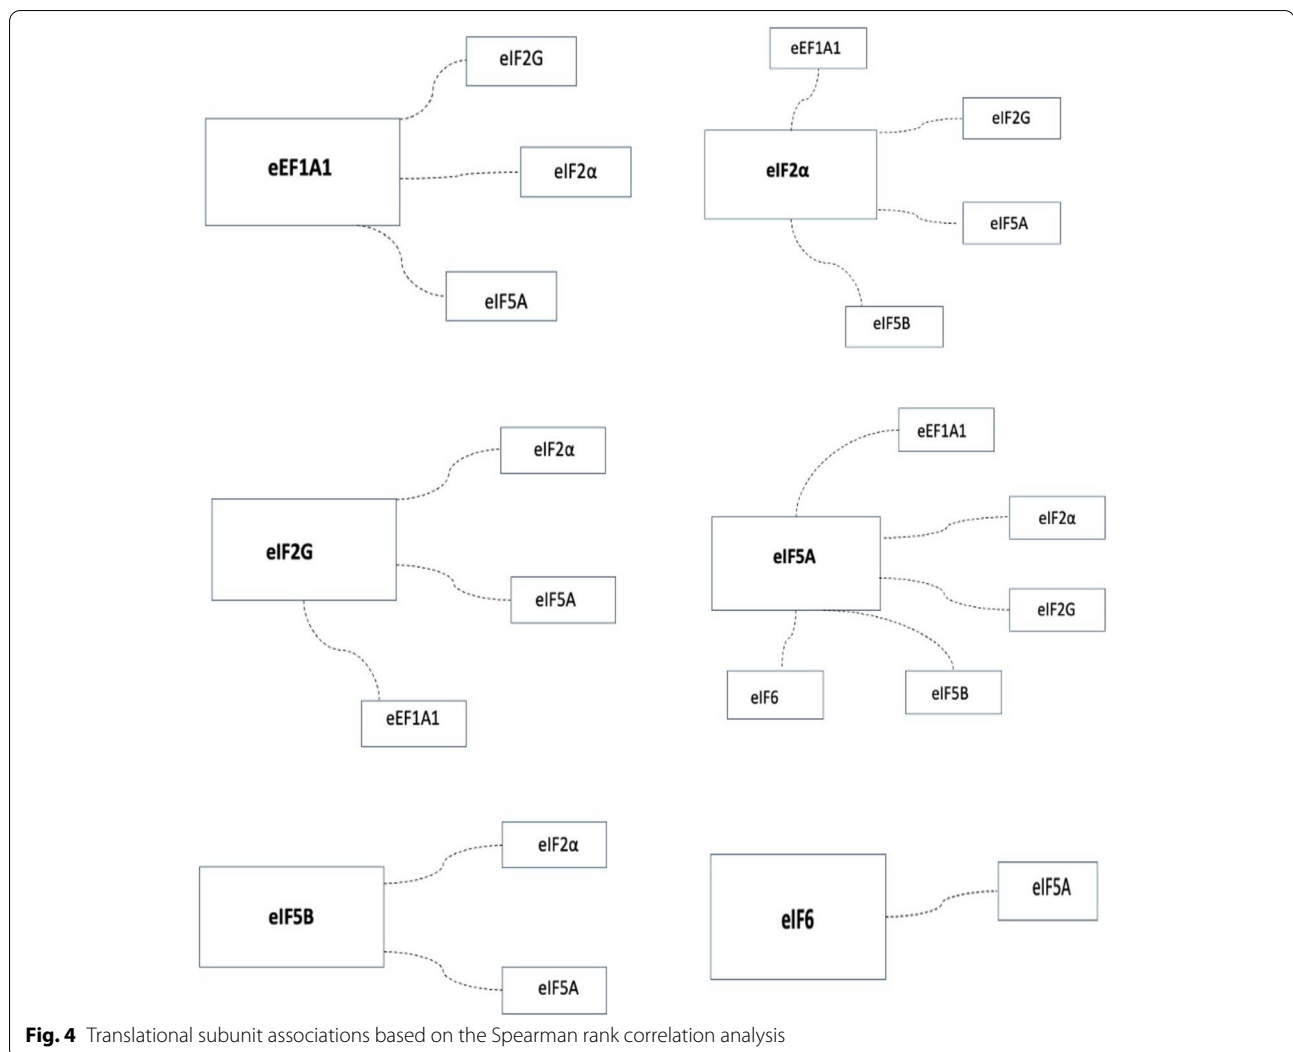 eIF2G
eEF1A1
eIF2α
eIF5A
eEF1A1
eIF2G
eIF2α
eIF5A
eIF5B
eIF2α
eIF2G
eIF5A
eEF1A1
eEF1A1
eIF2α
eIF5A
eIF2G
eIF6
eIF5B
eIF2α
eIF5B
eIF5A
eIF6
eIF5A
Fig. 4 Translational subunit associations based on the Spearman rank correlation analysis